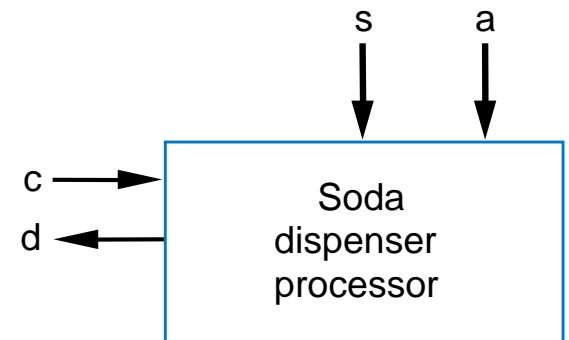 s a
c
d
Soda
dispenser
processor